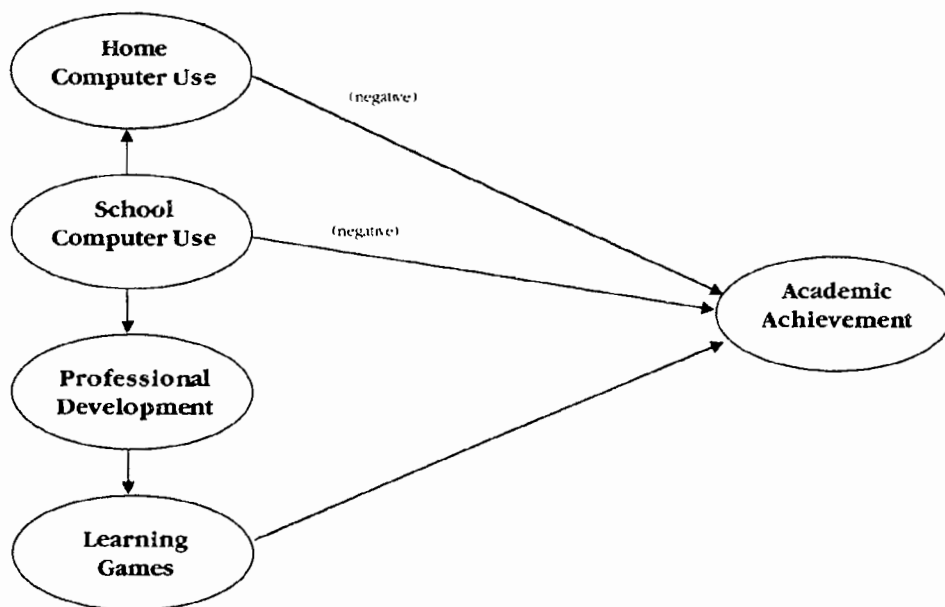 Home
Computer Use
(negative)
School
Computer Use
(negative)
Academic
Achievement
Professional
Development
Learning
Games